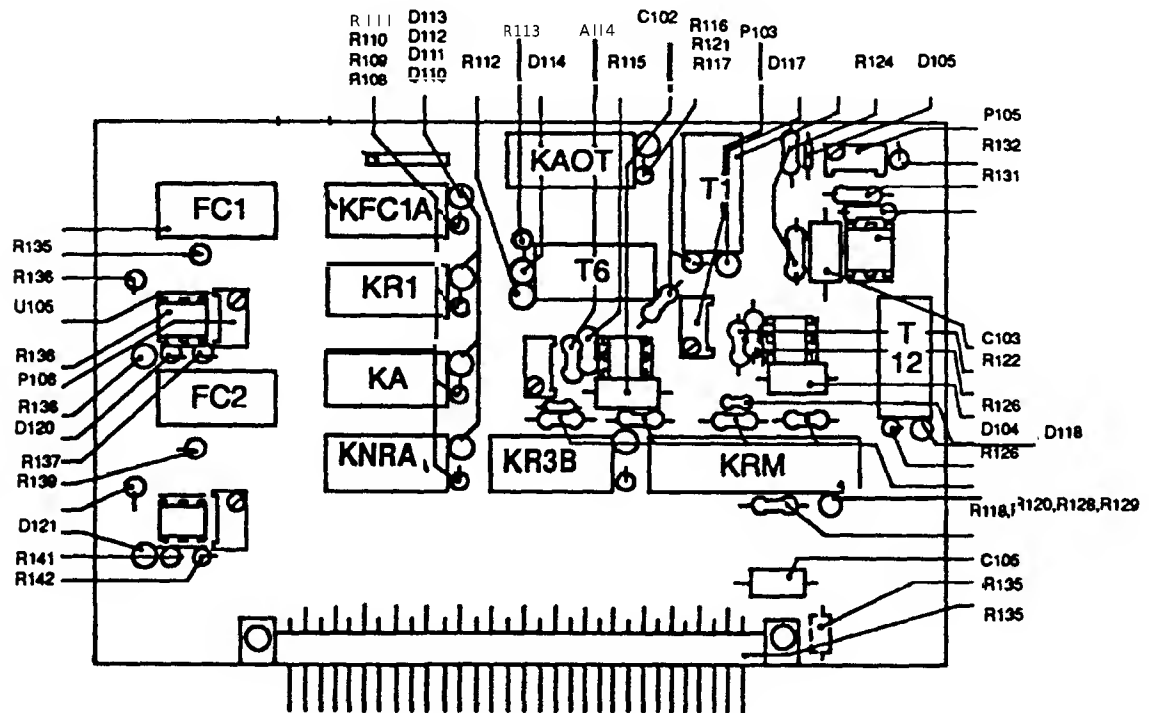 R111 D113
R110 D112
R109 D111
R108 D110
R112
R113
D114
A114
R115
C102
R116
R121
R117
P103
D117
R124
D105
P105
R132
R131
KAOT
T1
FC1
KFC1A
T6
KR1
KA
FC2
KNRA
KR3B
KRM
T
12
R135
R136
U105
R136
P106
R136
D120
R137
R139
D121
R141
R142
C103
R122
R126
D104
D118
R126
R118,R120,R128,R129
C106
R135
R135